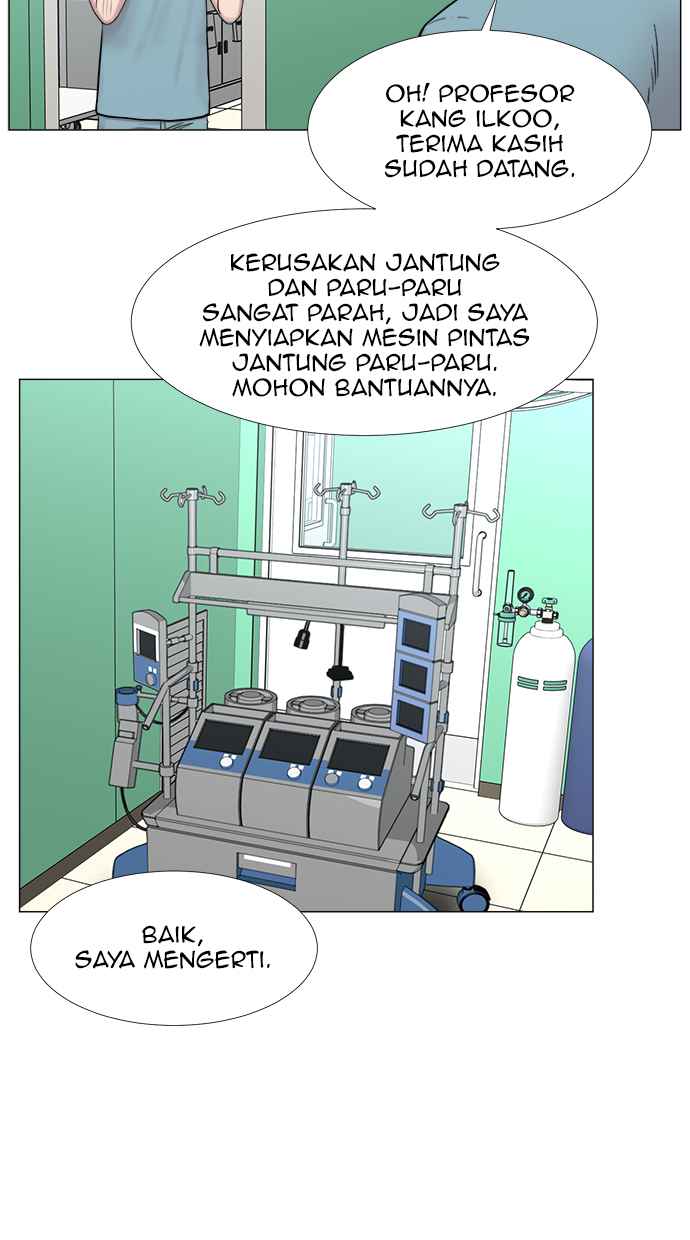 OH! PROFESOR
KANG ILKOO,
TERIMA KASIH
SUDAH DATANG.
KERUSAKAN JANTUNG
DAN PARU-PARU
SANGAT PARAH, JADI SAYA
MENYIAPKAN MESIN PINTAS
JANTUNG PARU-PARU.
MOHON BANTUANNYA.
BAIK,
SAYA MENGERTI.